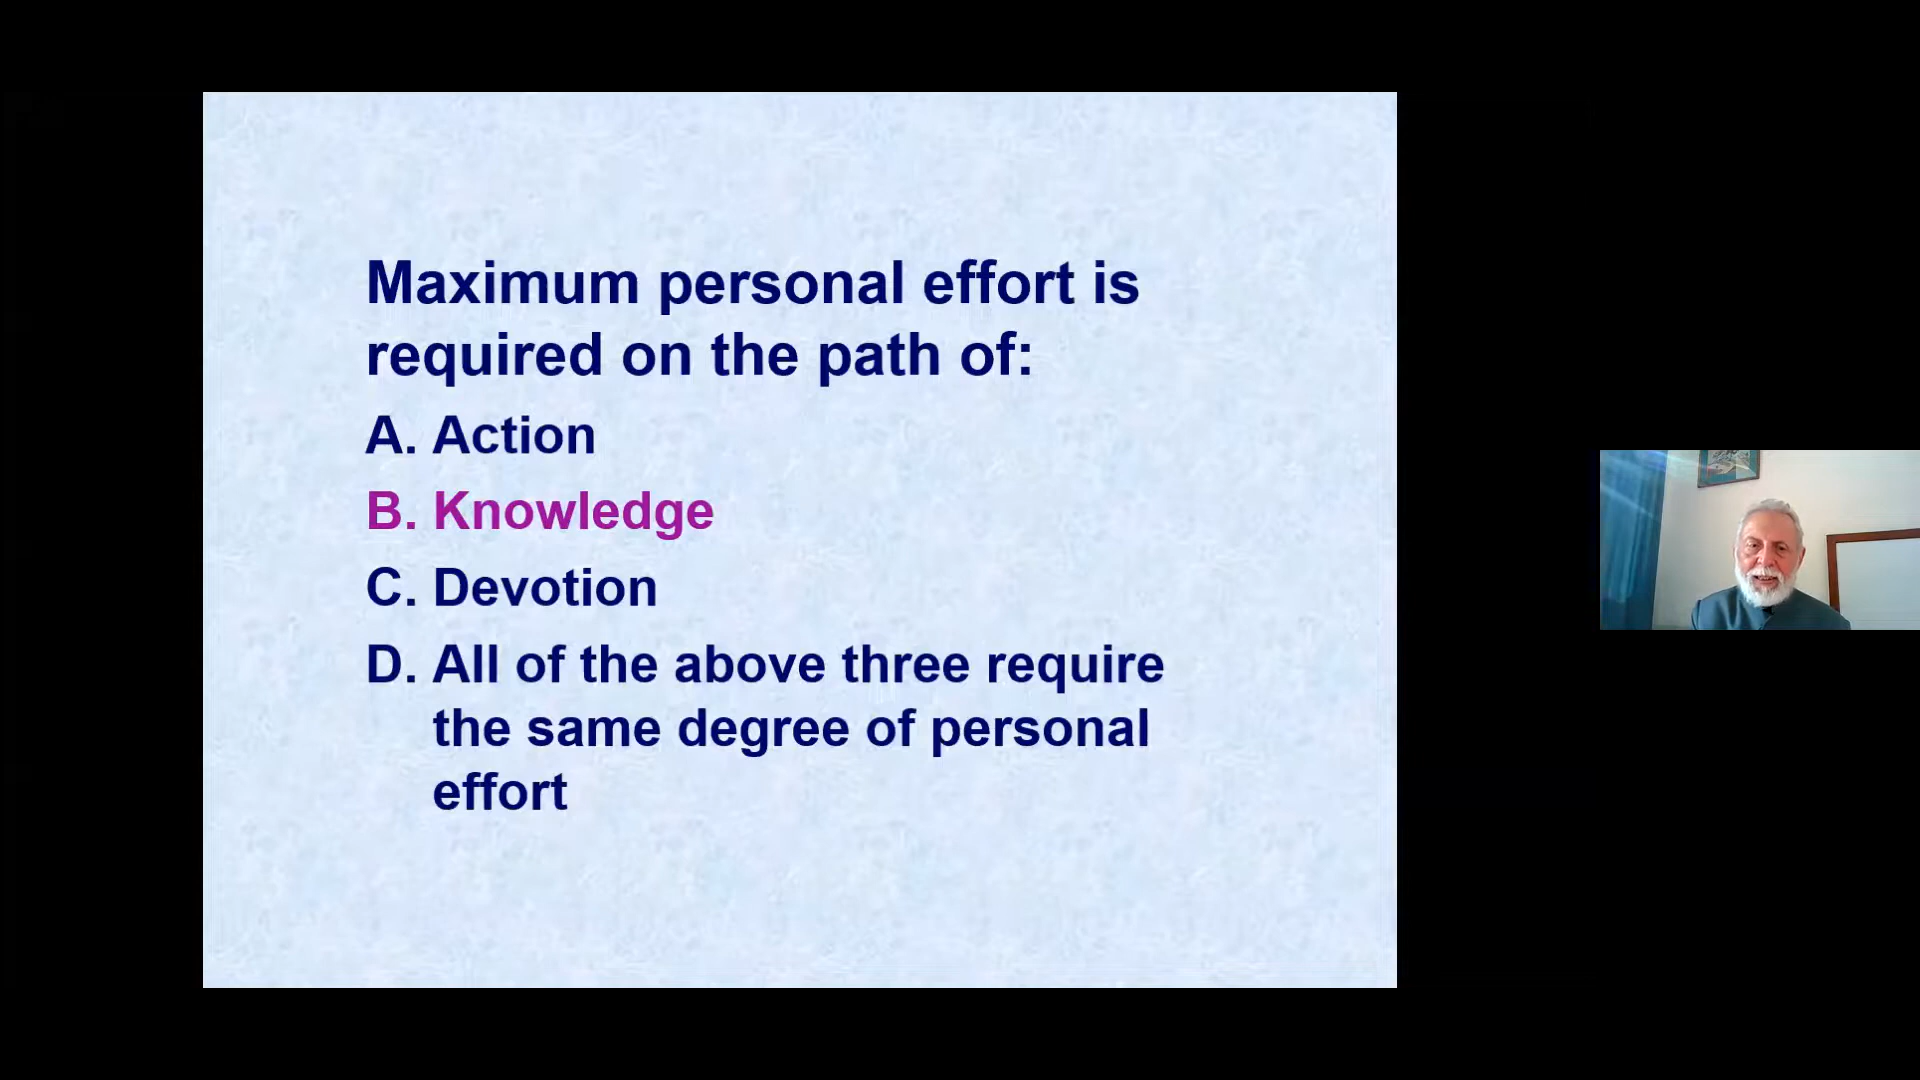 Maximum personal effort is
required on the path of:
A. Action
B. Knowledge
C. Devotion
D. All of the above three require
the same degree of personal
effort